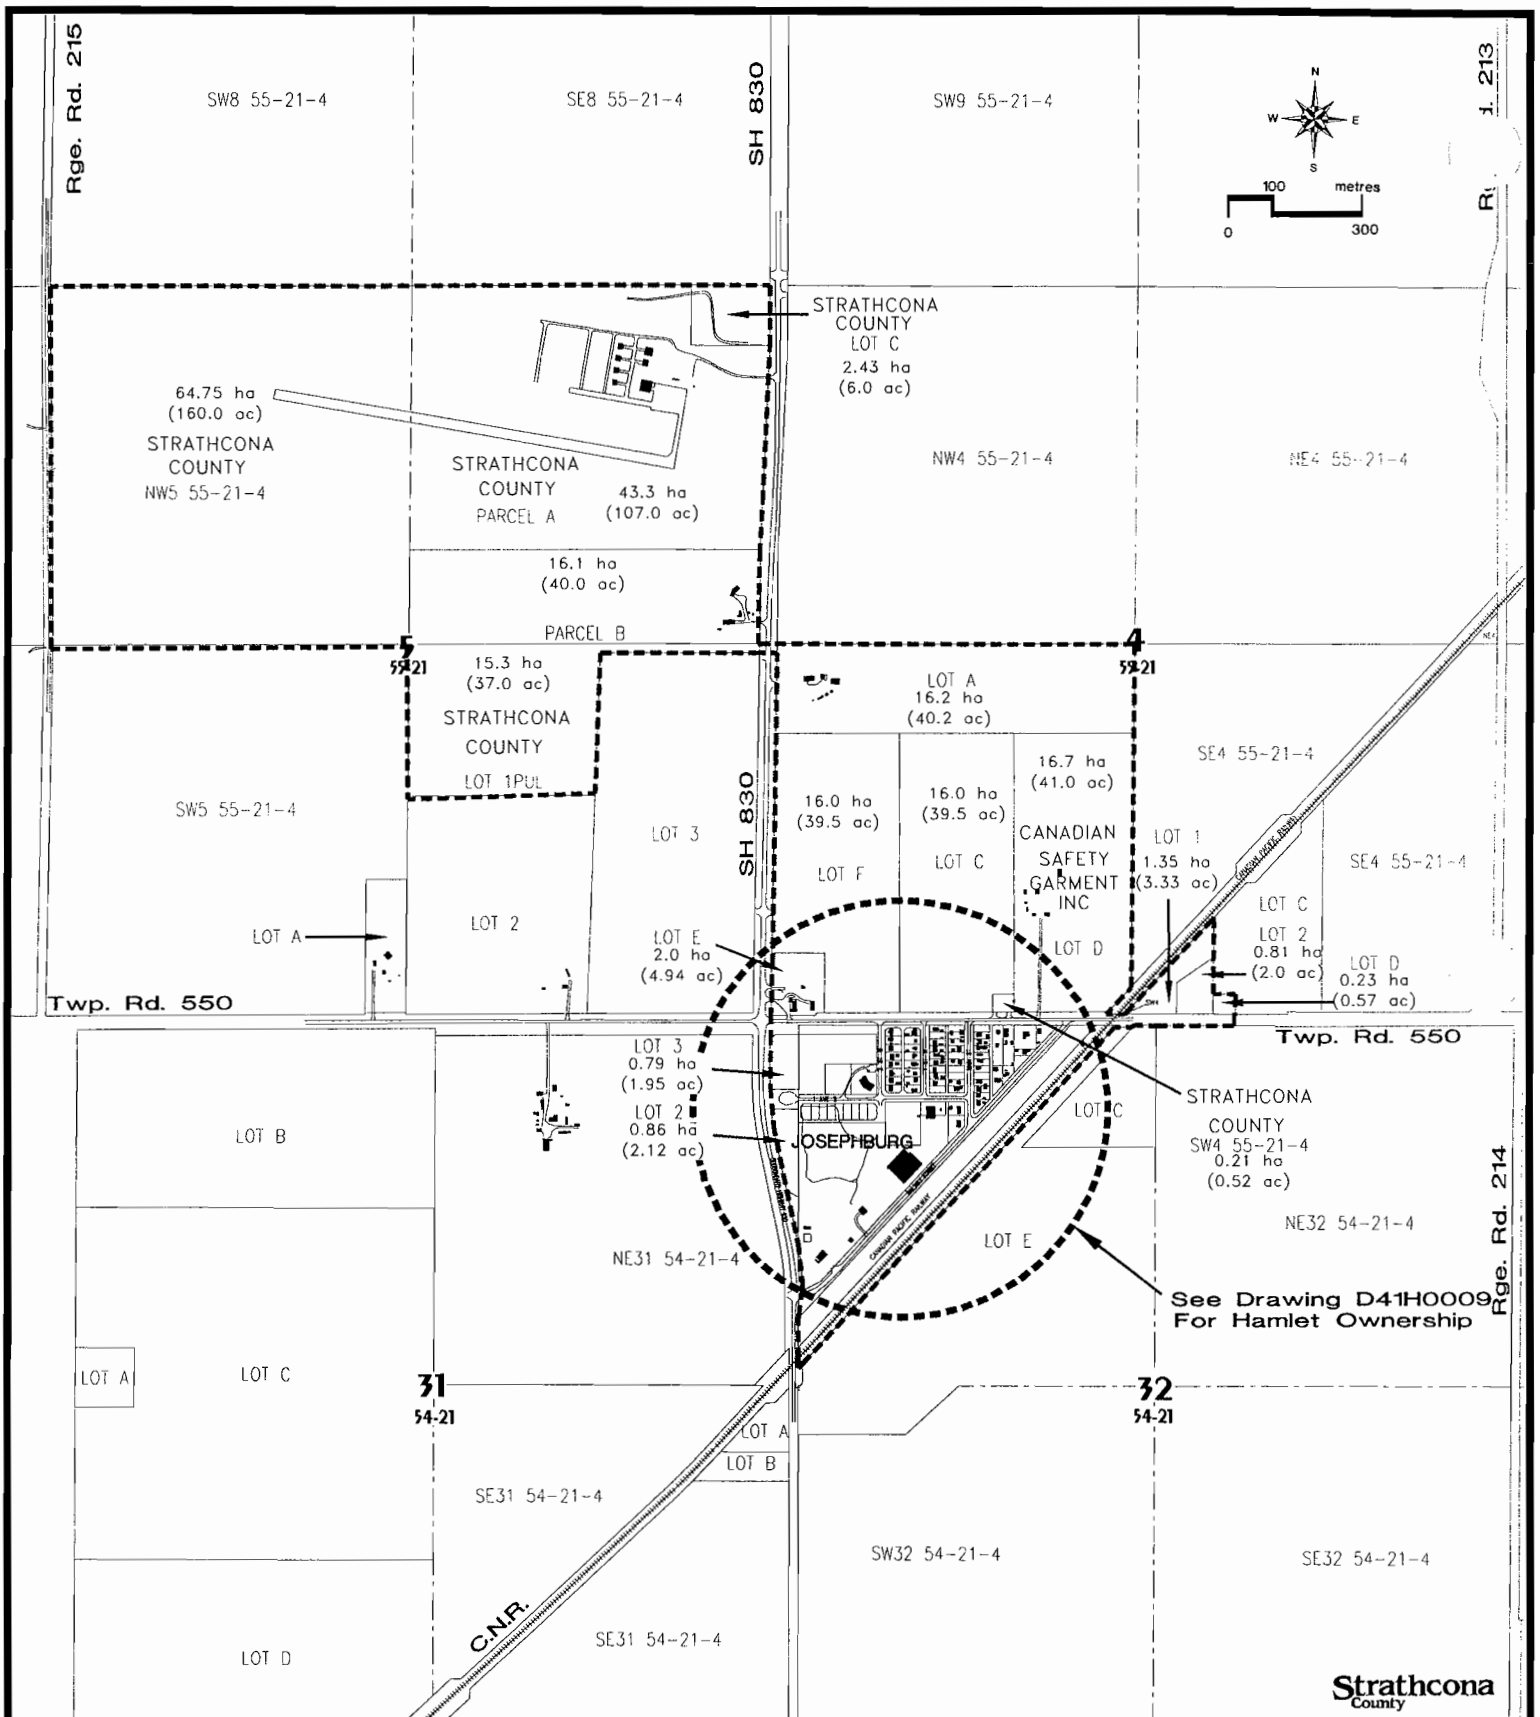 Rge. Rd. 215
SW8 55-21-4
SE8 55-21-4
SH 830
SW9 55-21-4
N
W
E
S
100 metres
0 300
STRATHCONA
COUNTY
LOT C
2.43 ha
(6.0 ac)
64.75 ha
(160.0 ac)
STRATHCONA
COUNTY
NW5 55-21-4
STRATHCONA
COUNTY
PARCEL A
43.3 ha
(107.0 ac)
NW4 55-21-4
NE4 55-21-4
16.1 ha
(40.0 ac)
PARCEL B
5
55-21
4
55-21
NE4
15.3 ha
(37.0 ac)
STRATHCONA
COUNTY
LOT 1PUL
LOT A
16.2 ha
(40.2 ac)
SE4 55-21-4
SW5 55-21-4
LOT 3
SH 830
16.0 ha
(39.5 ac)
LOT F
16.0 ha
(39.5 ac)
LOT C
16.7 ha
(41.0 ac)
CANADIAN
SAFETY
GARMENT
INC
LOT D
LOT 1
1.35 ha
(3.33 ac)
CANADIAN PACIFIC RAILWAY
SE4 55-21-4
LOT C
LOT 2
0.81 ha
(2.0 ac)
LOT D
0.23 ha
(0.57 ac)
LOT A
LOT 2
LOT E
2.0 ha
(4.94 ac)
SW4
Twp. Rd. 550
Twp. Rd. 550
LOT 3
0.79 ha
(1.95 ac)
LOT 2
0.86 ha
(2.12 ac)
JOSEPHBURG
LOT C
STRATHCONA
COUNTY
SW4 55-21-4
0.21 ha
(0.52 ac)
LOT B
CANADIAN PACIFIC RAILWAY
LOT E
NE31 54-21-4
NE32 54-21-4
Rge. Rd. 214
See Drawing D41H0009
For Hamlet Ownership
LOT A
LOT C
31
54-21
32
54-21
LOT A
LOT B
SE31 54-21-4
SW32 54-21-4
SE32 54-21-4
C.N.R.
SE31 54-21-4
LOT D
Strathcona
County